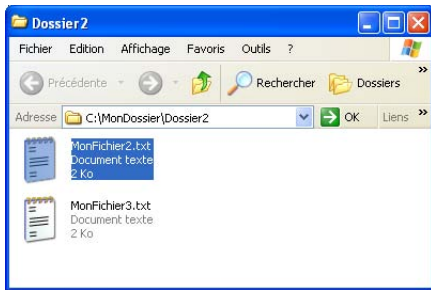 Dossier2
Fichier Edition Affichage Favoris Outils ?
Précédente Rechercher Dossiers »
Adresse C:\MonDossier\Dossier2 OK Liens »
MonFichier2.txt
Document texte
2 Ko
MonFichier3.txt
Document texte
2 Ko